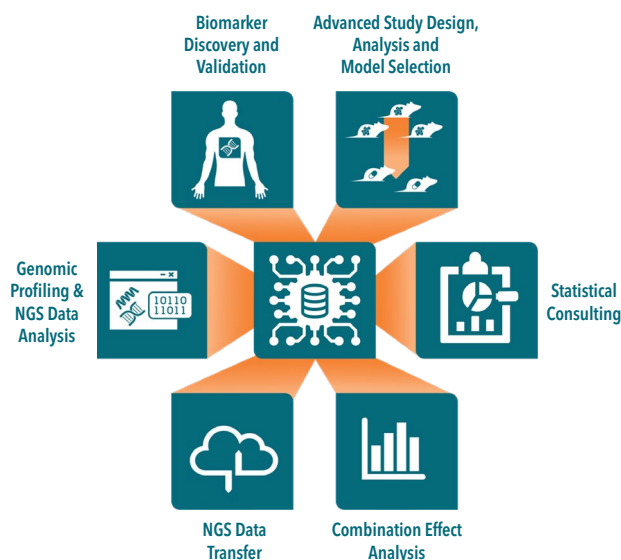 Biomarker
Discovery and
Validation
Advanced Study Design,
Analysis and
Model Selection
Genomic
Profiling &
NGS Data
Analysis
10110
11011
Statistical
Consulting
NGS Data
Transfer
Combination Effect
Analysis